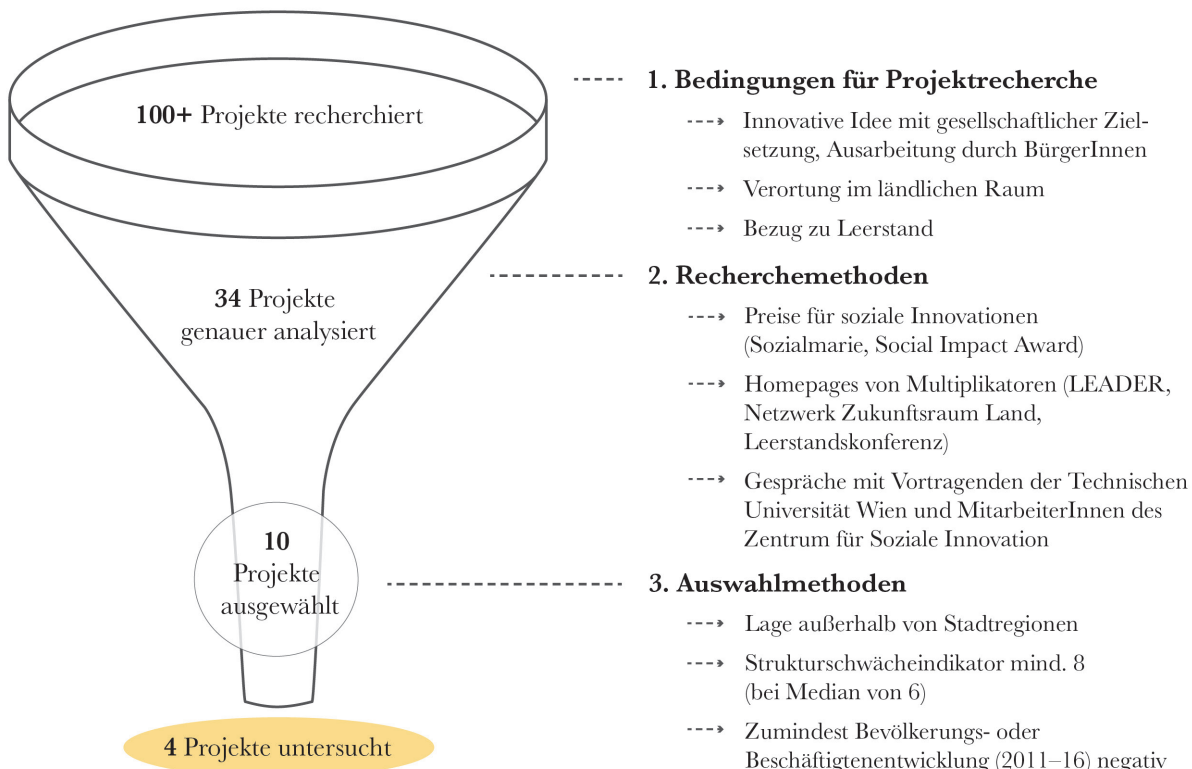 100+ Projekte recherchiert
34 Projekte
genauer analysiert
10
Projekte
ausgewählt
4 Projekte untersucht
1. Bedingungen für Projektrecherche
Innovative Idee mit gesellschaftlicher Ziel-
setzung, Ausarbeitung durch BürgerInnen
Verortung im ländlichen Raum
Bezug zu Leerstand
2. Recherchemethoden
Preise für soziale Innovationen
(Sozialmarie, Social Impact Award)
Homepages von Multiplikatoren (LEADER,
Netzwerk Zukunftsraum Land,
Leerstandskonferenz)
Gespräche mit Vortragenden der Technischen
Universität Wien und MitarbeiterInnen des
Zentrum für Soziale Innovation
3. Auswahlmethoden
Lage außerhalb von Stadtregionen
Strukturschwächeindikator mind. 8
(bei Median von 6)
Zumindest Bevölkerungs- oder
Beschäftigtenentwicklung (2011–16) negativ